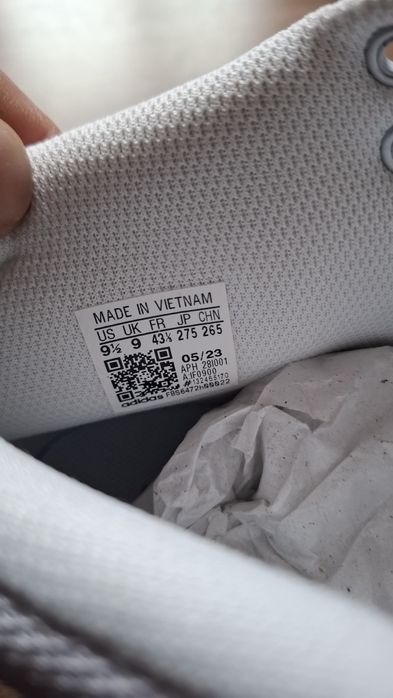 MADE IN VIETNAM
US UK FR JP CHN
9½ 9 43⅓ 275 265
05/23
APH 28I001
adidas